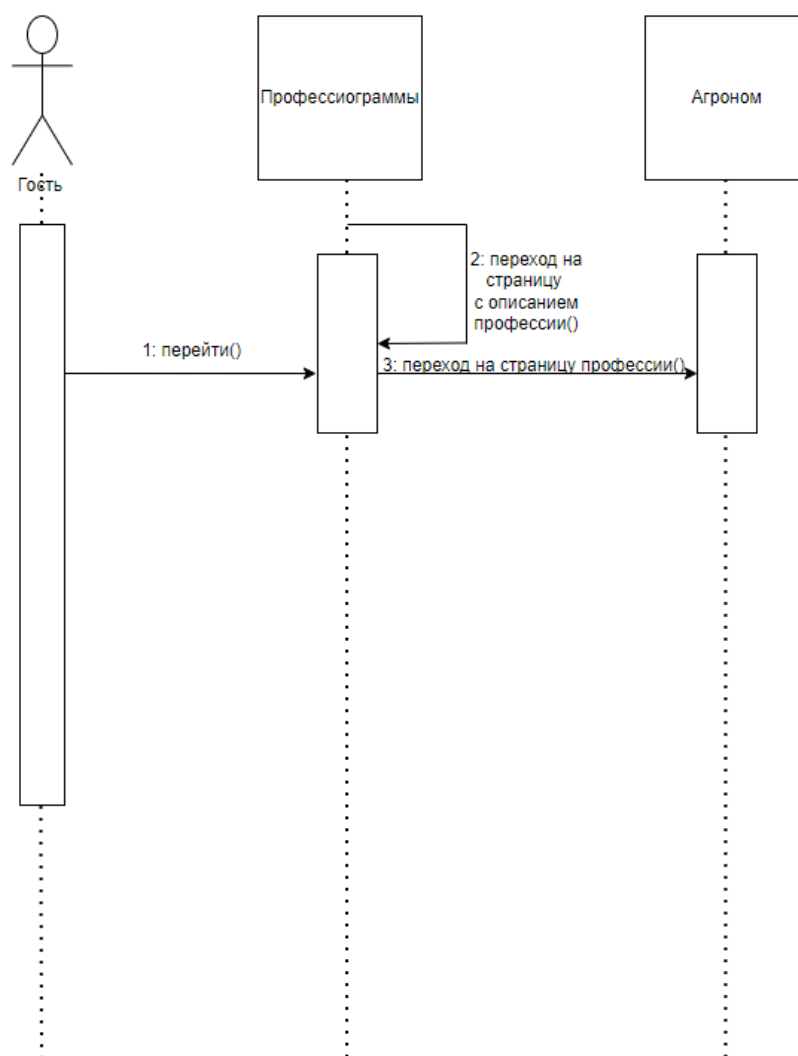 Профессиограммы
Агроном
Гость
2: переход на
страницу
с описанием
профессии()
1: перейти()
3: переход на страницу профессии()